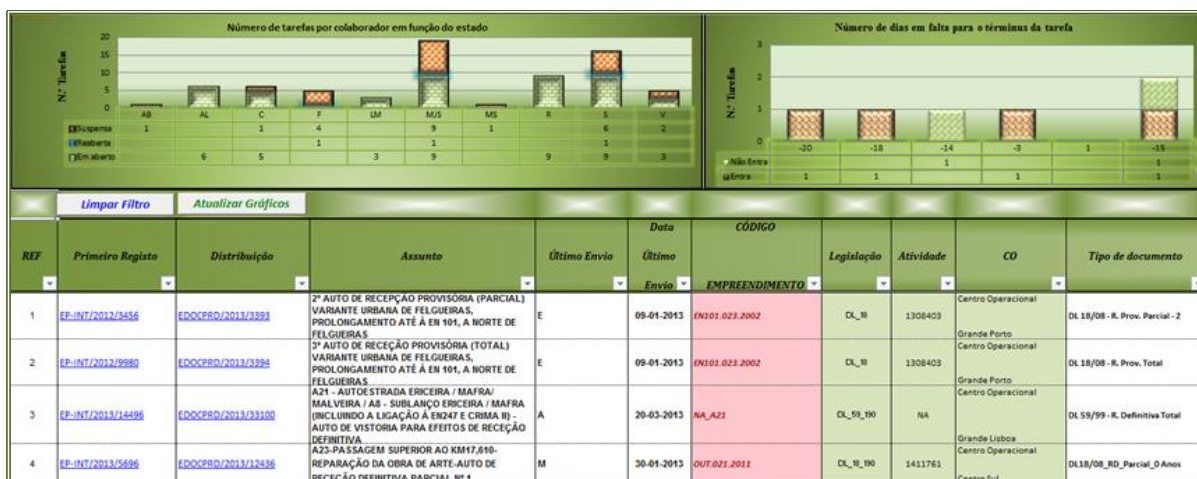 Número de tarefas por colaborador em função do estado
N.º Tarefas
20
15
10
5
0
AB AL C F LM MJS MS R S V
Suspensa 1 1 4 9 1 6 2
Reaberta 1 1 1
Em aberto 6 5 3 9 9 9 3
Número de dias em falta para o términus da tarefa
N.º Tarefas
3
2
1
0
-20 -18 -14 -3 1 -15
Não Entra 1 1
Entra 1 1 1 1
Limpar Filtro Atualizar Gráficos
REF Primeiro Registo Distribuição Assunto Último Envio Data Último Envio CÓDIGO EMPREENDIMENTO Legislação Atividade CO Tipo de documento
1 EP-INT/2012/3456 EDOCPRD/2013/3393
2º AUTO DE RECEPÇÃO PROVISÓRIA (PARCIAL)
VARIANTE URBANA DE FELGUEIRAS,
PROLONGAMENTO ATÉ Á EN 101, A NORTE DE
FELGUEIRAS
E 09-01-2013 EN101.023.2002 DL_18 1308403
Centro Operacional
Grande Porto
DL 18/08 - R. Prov. Parcial - 2
2 EP-INT/2012/9980 EDOCPRD/2013/3394
3º AUTO DE RECEÇÃO PROVISÓRIA (TOTAL)
VARIANTE URBANA DE FELGUEIRAS,
PROLONGAMENTO ATÉ Á EN 101, A NORTE DE
FELGUEIRAS
E 09-01-2013 EN101.023.2002 DL_18 1308403
Centro Operacional
Grande Porto
DL 18/08 - R. Prov. Total
3 EP-INT/2013/14496 EDOCPRD/2013/33100
A21 - AUTOESTRADA ERICEIRA / MAFRA/
MALVEIRA / A8 - SUBLANÇO ERICEIRA / MAFRA
(INCLUINDO A LIGAÇÃO Á EN247 E CRIMA II) -
AUTO DE VISTORIA PARA EFEITOS DE RECEÇÃO
DEFINITIVA
A 20-03-2013 NA_A21 DL_59_190 NA
Centro Operacional
Grande Lisboa
DL 59/99 - R. Definitiva Total
4 EP-INT/2013/5696 EDOCPRD/2013/12436
A23-PASSAGEM SUPERIOR AO KM17,610-
REPARAÇÃO DA OBRA DE ARTE-AUTO DE
RECEÇÃO DEFINITIVA PARCIAL Nº 1
M 30-01-2013 OUT.021.2011 DL_18_190 1411761
Centro Operacional
Centro Sul
DL18/08_RD_Parcial_0 Anos